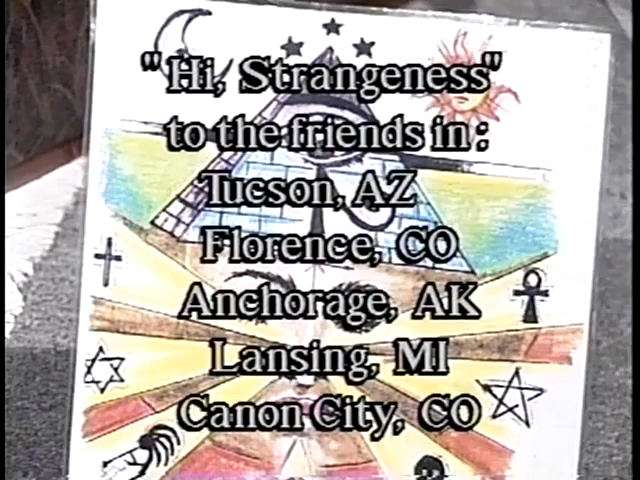 "Hi, Strangeness"
to the friends in:
Tucson, AZ
Florence, CO
Anchorage, AK
Lansing, MI
Canon City, CO